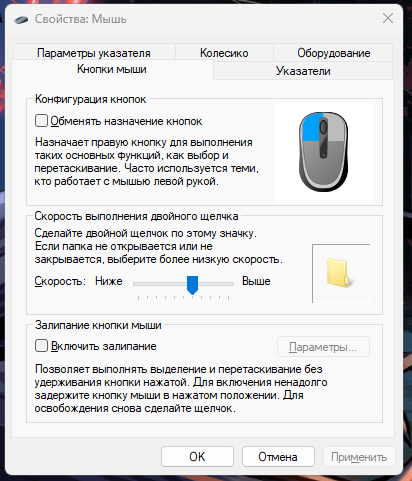 Свойства: Мышь
Параметры указателя
Колесико
Оборудование
Кнопки мыши
Указатели
Конфигурация кнопок
Обменять назначение кнопок
Назначает правую кнопку для выполнения
таких основных функций, как выбор и
перетаскивание. Часто используется теми,
кто работает с мышью левой рукой.
Скорость выполнения двойного щелчка
Сделайте двойной щелчок по этому значку.
Если папка не открывается или не
закрывается, выберите более низкую скорость.
Скорость: Ниже Выше
Залипание кнопки мыши
Включить залипание
Параметры...
Позволяет выполнять выделение и перетаскивание без
удерживания кнопки нажатой. Для включения ненадолго
задержите кнопку мыши в нажатом положении. Для
освобождения снова сделайте щелчок.
OK Отмена Применить